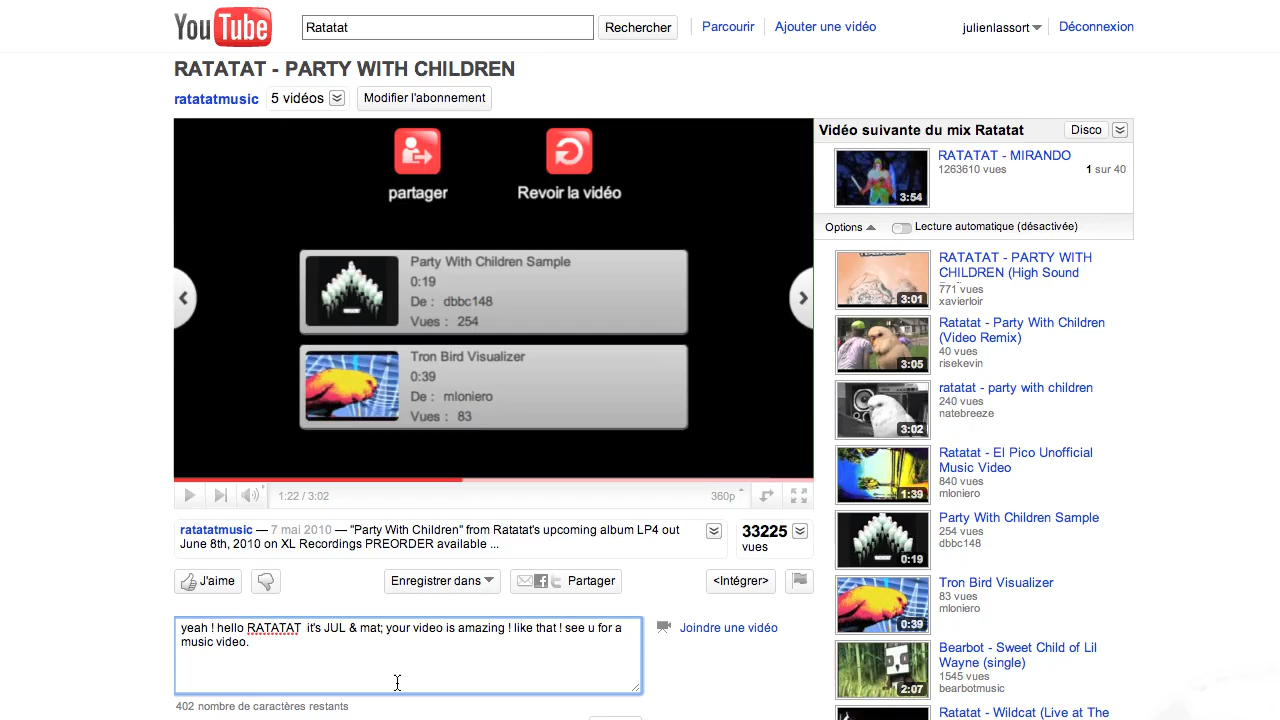 You Tube
Ratatat
Rechercher
Parcourir
Ajouter une vidéo
julienlassort
Déconnexion
RATATAT - PARTY WITH CHILDREN
ratatatmusic
5 vidéos
Modifier l'abonnement
partager
Revoir la vidéo
Party With Children Sample
0:19
De : dbbc148
Vues : 254
Tron Bird Visualizer
0:39
De : mloniero
Vues : 83
1:22 / 3:02
360p
ratatatmusic — 7 mai 2010 — "Party With Children" from Ratatat's upcoming album LP4 out
June 8th, 2010 on XL Recordings PREORDER available ...
33225
vues
J'aime
Enregistrer dans
Partager
<Intégrer>
yeah ! hello RATATAT it's JUL & mat; your video is amazing ! like that ! see u for a
music video.
Joindre une vidéo
402 nombre de caractères restants
Vidéo suivante du mix Ratatat
Disco
RATATAT - MIRANDO
1263610 vues
1 sur 40
3:54
Options
Lecture automatique (désactivée)
RATATAT - PARTY WITH
CHILDREN (High Sound
771 vues
xavierloir
3:01
Ratatat - Party With Children
(Video Remix)
40 vues
risekevin
3:05
ratatat - party with children
240 vues
natebreeze
3:02
Ratatat - El Pico Unofficial
Music Video
840 vues
mloniero
1:39
Party With Children Sample
254 vues
dbbc148
0:19
Tron Bird Visualizer
83 vues
mloniero
0:39
Bearbot - Sweet Child of Lil
Wayne (single)
1545 vues
bearbotmusic
2:07
Ratatat - Wildcat (Live at The